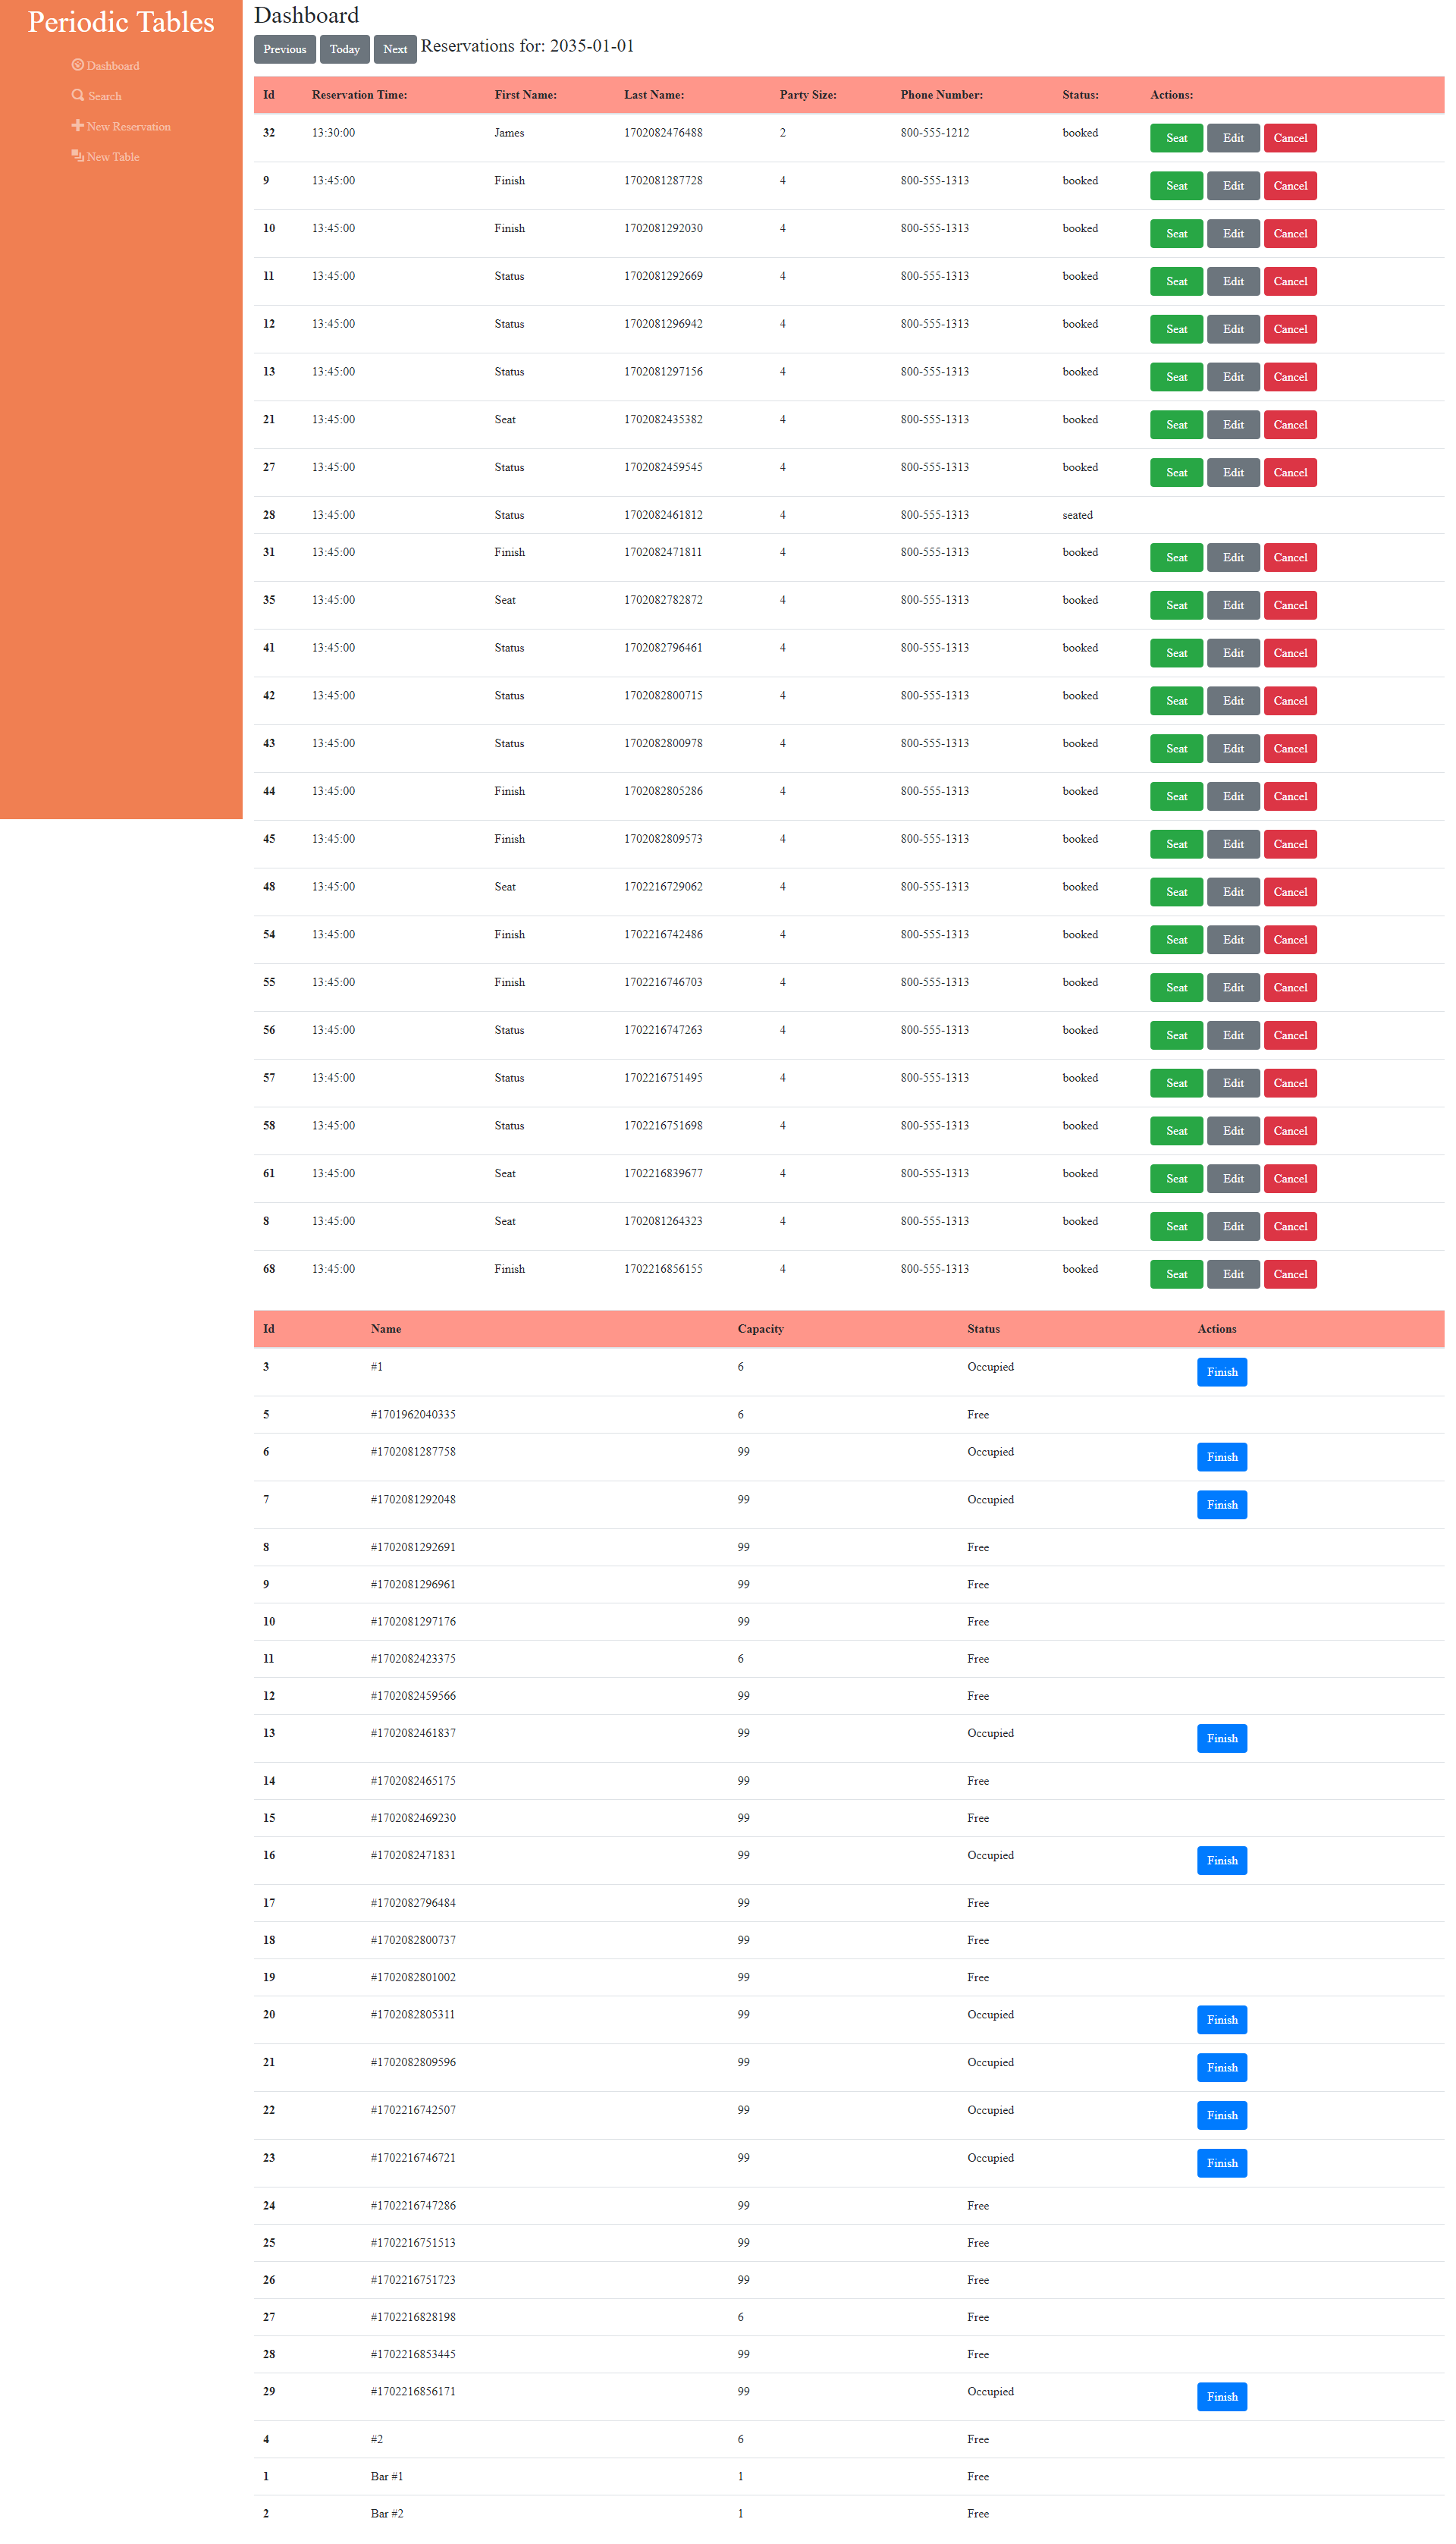 Periodic Tables
Dashboard
Search
New Reservation
New Table
Dashboard
Previous Today Next Reservations for: 2035-01-01
Id Reservation Time: First Name: Last Name: Party Size: Phone Number: Status: Actions:
32 13:30:00 James 1702082476488 2 800-555-1212 booked Seat Edit Cancel
9 13:45:00 Finish 1702081287728 4 800-555-1313 booked Seat Edit Cancel
10 13:45:00 Finish 1702081292030 4 800-555-1313 booked Seat Edit Cancel
11 13:45:00 Status 1702081292669 4 800-555-1313 booked Seat Edit Cancel
12 13:45:00 Status 1702081296942 4 800-555-1313 booked Seat Edit Cancel
13 13:45:00 Status 1702081297156 4 800-555-1313 booked Seat Edit Cancel
21 13:45:00 Seat 1702082435382 4 800-555-1313 booked Seat Edit Cancel
27 13:45:00 Status 1702082459545 4 800-555-1313 booked Seat Edit Cancel
28 13:45:00 Status 1702082461812 4 800-555-1313 seated
31 13:45:00 Finish 1702082471811 4 800-555-1313 booked Seat Edit Cancel
35 13:45:00 Seat 1702082782872 4 800-555-1313 booked Seat Edit Cancel
41 13:45:00 Status 1702082796461 4 800-555-1313 booked Seat Edit Cancel
42 13:45:00 Status 1702082800715 4 800-555-1313 booked Seat Edit Cancel
43 13:45:00 Status 1702082800978 4 800-555-1313 booked Seat Edit Cancel
44 13:45:00 Finish 1702082805286 4 800-555-1313 booked Seat Edit Cancel
45 13:45:00 Finish 1702082809573 4 800-555-1313 booked Seat Edit Cancel
48 13:45:00 Seat 1702216729062 4 800-555-1313 booked Seat Edit Cancel
54 13:45:00 Finish 1702216742486 4 800-555-1313 booked Seat Edit Cancel
55 13:45:00 Finish 1702216746703 4 800-555-1313 booked Seat Edit Cancel
56 13:45:00 Status 1702216747263 4 800-555-1313 booked Seat Edit Cancel
57 13:45:00 Status 1702216751495 4 800-555-1313 booked Seat Edit Cancel
58 13:45:00 Status 1702216751698 4 800-555-1313 booked Seat Edit Cancel
61 13:45:00 Seat 1702216839677 4 800-555-1313 booked Seat Edit Cancel
8 13:45:00 Seat 1702081264323 4 800-555-1313 booked Seat Edit Cancel
68 13:45:00 Finish 1702216856155 4 800-555-1313 booked Seat Edit Cancel
Id Name Capacity Status Actions
3 #1 6 Occupied Finish
5 #1701962040335 6 Free
6 #1702081287758 99 Occupied Finish
7 #1702081292048 99 Occupied Finish
8 #1702081292691 99 Free
9 #1702081296961 99 Free
10 #1702081297176 99 Free
11 #1702082423375 6 Free
12 #1702082459566 99 Free
13 #1702082461837 99 Occupied Finish
14 #1702082465175 99 Free
15 #1702082469230 99 Free
16 #1702082471831 99 Occupied Finish
17 #1702082796484 99 Free
18 #1702082800737 99 Free
19 #1702082801002 99 Free
20 #1702082805311 99 Occupied Finish
21 #1702082809596 99 Occupied Finish
22 #1702216742507 99 Occupied Finish
23 #1702216746721 99 Occupied Finish
24 #1702216747286 99 Free
25 #1702216751513 99 Free
26 #1702216751723 99 Free
27 #1702216828198 6 Free
28 #1702216853445 99 Free
29 #1702216856171 99 Occupied Finish
4 #2 6 Free
1 Bar #1 1 Free
2 Bar #2 1 Free